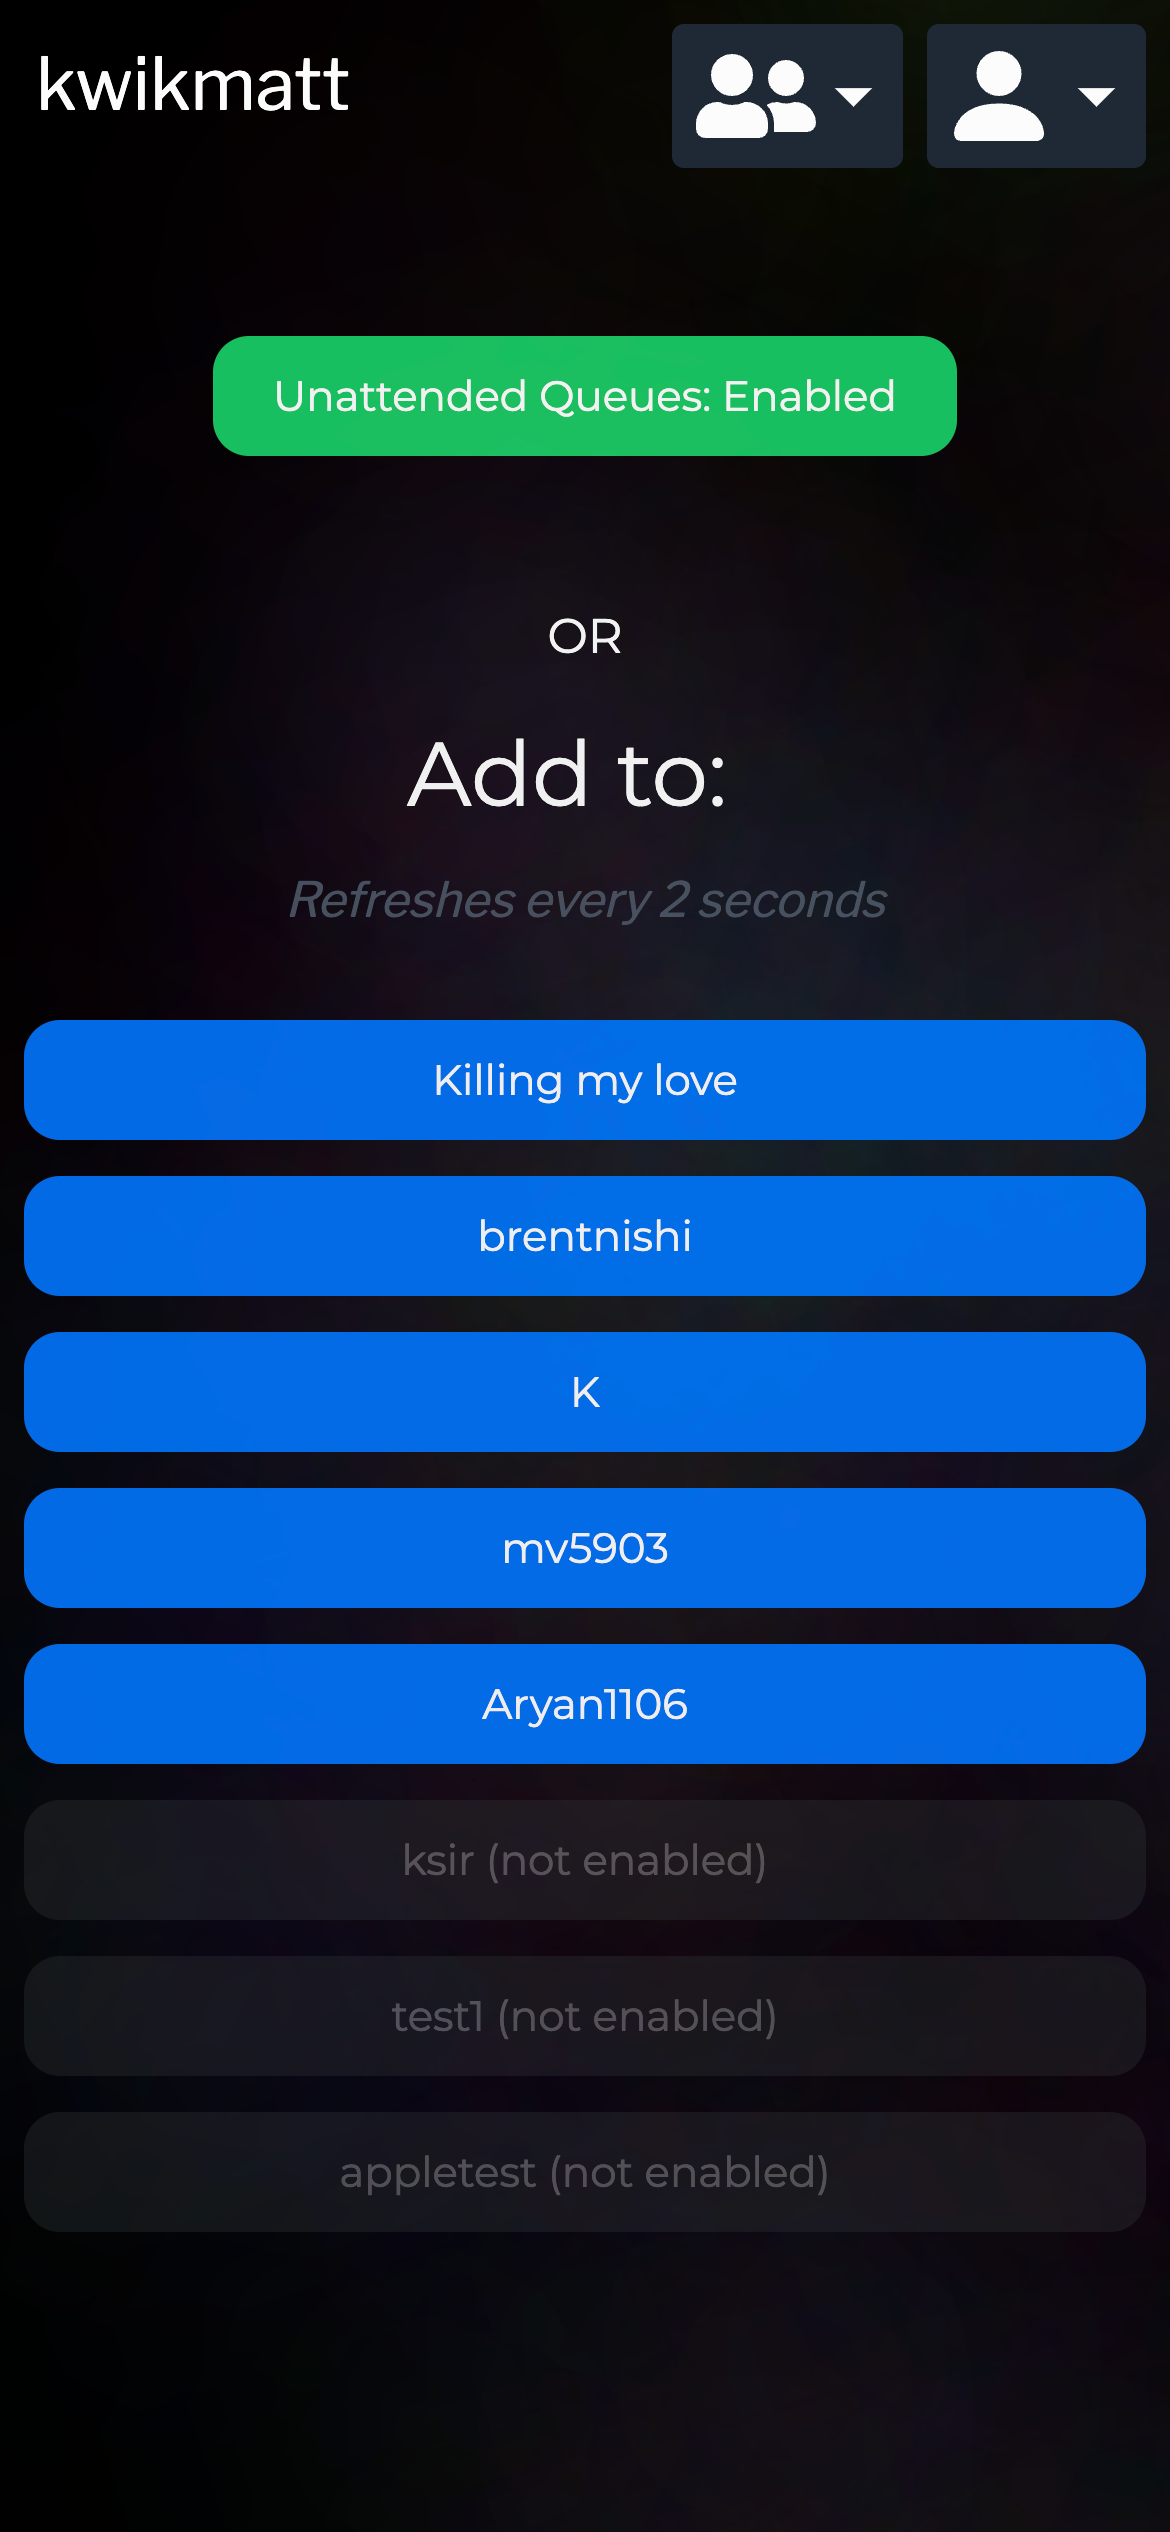 kwikmatt
Unattended Queues: Enabled
OR
Add to:
Refreshes every 2 seconds
Killing my love
brentnishi
K
mv5903
Aryan1106
ksir (not enabled)
test1 (not enabled)
appletest (not enabled)